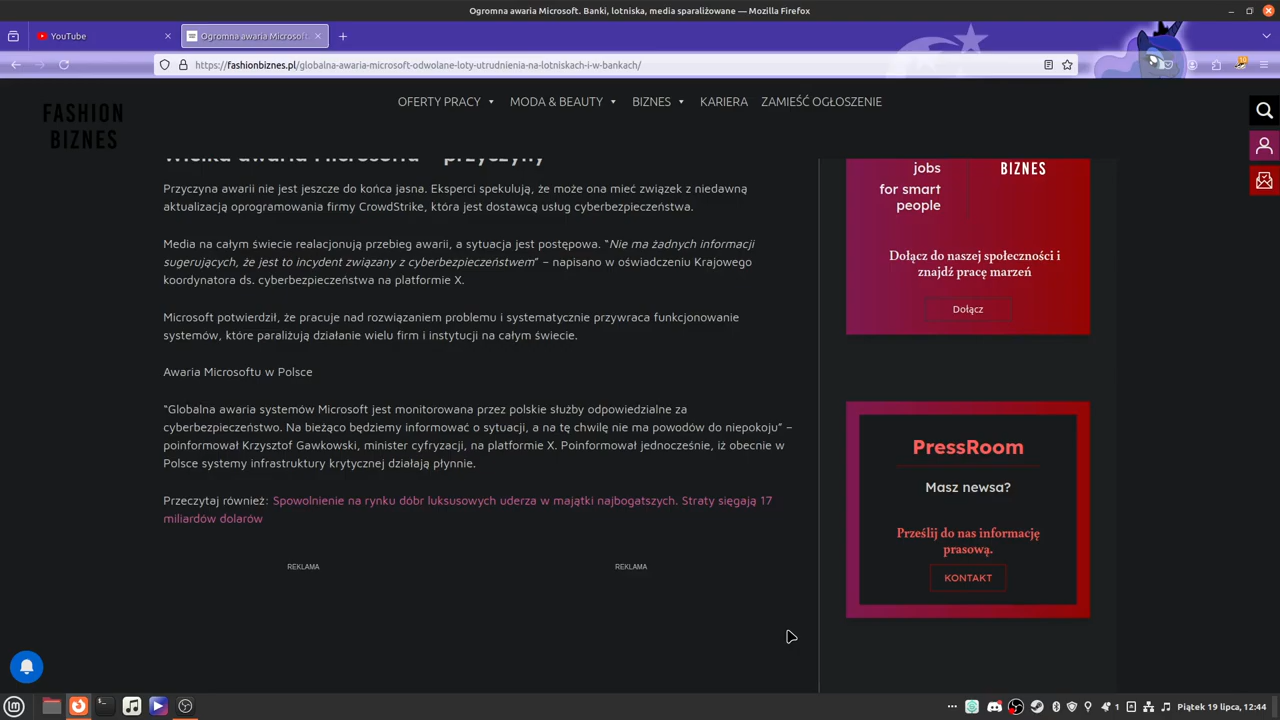 Ogromna awaria Microsoft. Banki, lotniska, media sparaliżowane — Mozilla Firefox
YouTube
Ogromna awaria Microsoft.
https://fashionbiznes.pl/globalna-awaria-microsoft-odwolane-loty-utrudnienia-na-lotniskach-i-w-bankach/
FASHION
BIZNES
OFERTY PRACY
MODA & BEAUTY
BIZNES
KARIERA
ZAMIEŚĆ OGŁOSZENIE
Wielka awaria Microsoftu – przyczyny
Przyczyna awarii nie jest jeszcze do końca jasna. Eksperci spekulują, że może ona mieć związek z niedawną
aktualizacją oprogramowania firmy CrowdStrike, która jest dostawcą usług cyberbezpieczeństwa.
Media na całym świecie realacjonują przebieg awarii, a sytuacja jest postępowa. “Nie ma żadnych informacji
sugerujących, że jest to incydent związany z cyberbezpieczeństwem” – napisano w oświadczeniu Krajowego
koordynatora ds. cyberbezpieczeństwa na platformie X.
Microsoft potwierdził, że pracuje nad rozwiązaniem problemu i systematycznie przywraca funkcjonowanie
systemów, które paraliżują działanie wielu firm i instytucji na całym świecie.
Awaria Microsoftu w Polsce
“Globalna awaria systemów Microsoft jest monitorowana przez polskie służby odpowiedzialne za
cyberbezpieczeństwo. Na bieżąco będziemy informować o sytuacji, a na tę chwilę nie ma powodów do niepokoju” –
poinformował Krzysztof Gawkowski, minister cyfryzacji, na platformie X. Poinformował jednocześnie, iż obecnie w
Polsce systemy infrastruktury krytycznej działają płynnie.
Przeczytaj również: Spowolnienie na rynku dóbr luksusowych uderza w majątki najbogatszych. Straty sięgają 17
miliardów dolarów
REKLAMA
REKLAMA
jobs
for smart
people
BIZNES
Dołącz do naszej społeczności i
znajdź pracę marzeń
Dołącz
PressRoom
Masz newsa?
Prześlij do nas informację
prasową.
KONTAKT
1
Piątek 19 lipca, 12:44